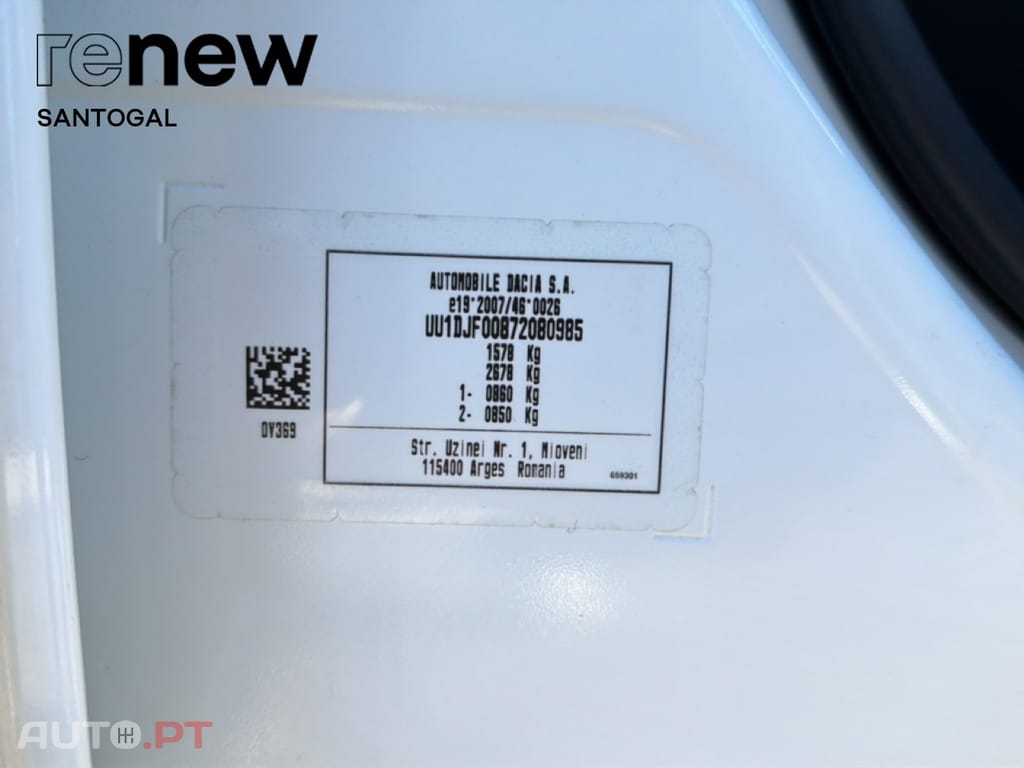 renew
SANTOGAL
AUTOMOBILE DACIA S.A.
e19*2007/46*0026
UU1DJF00872080985
1578 Kg
2678 Kg
1- 0860 Kg
2- 0850 Kg
0V369
Str. Uzinei Nr. 1, Mioveni
115400 Arges Romania
659301
AUTO.PT